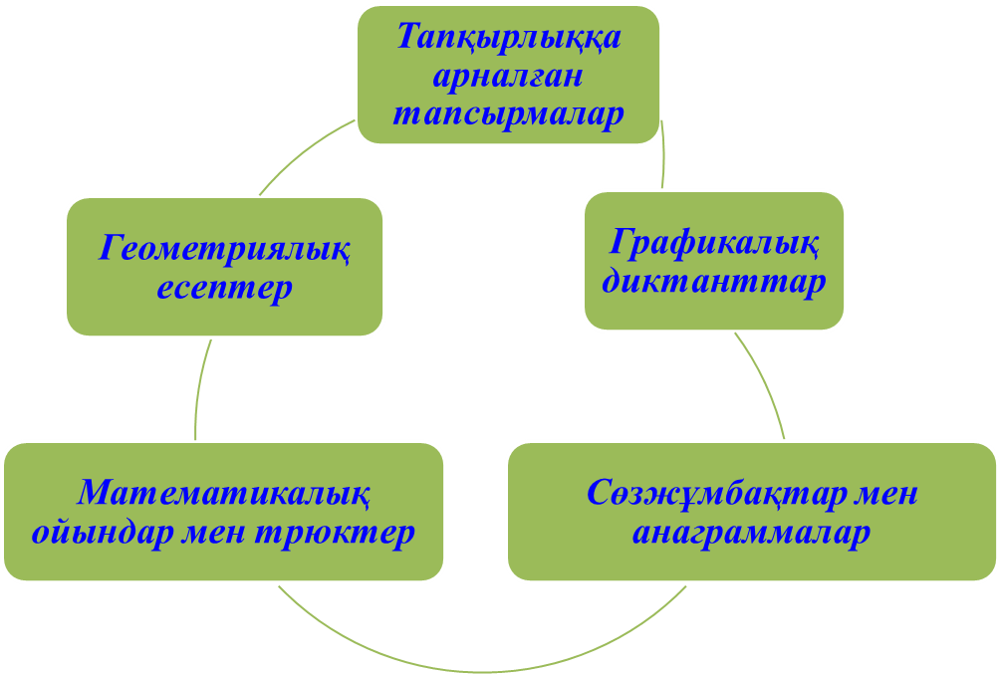 Тапқырлыққа
арналған
тапсырмалар
Геометриялық
есептер
Графикалық
диктанттар
Математикалық
ойындар мен трюктер
Сөзжұмбақтар мен
анаграммалар